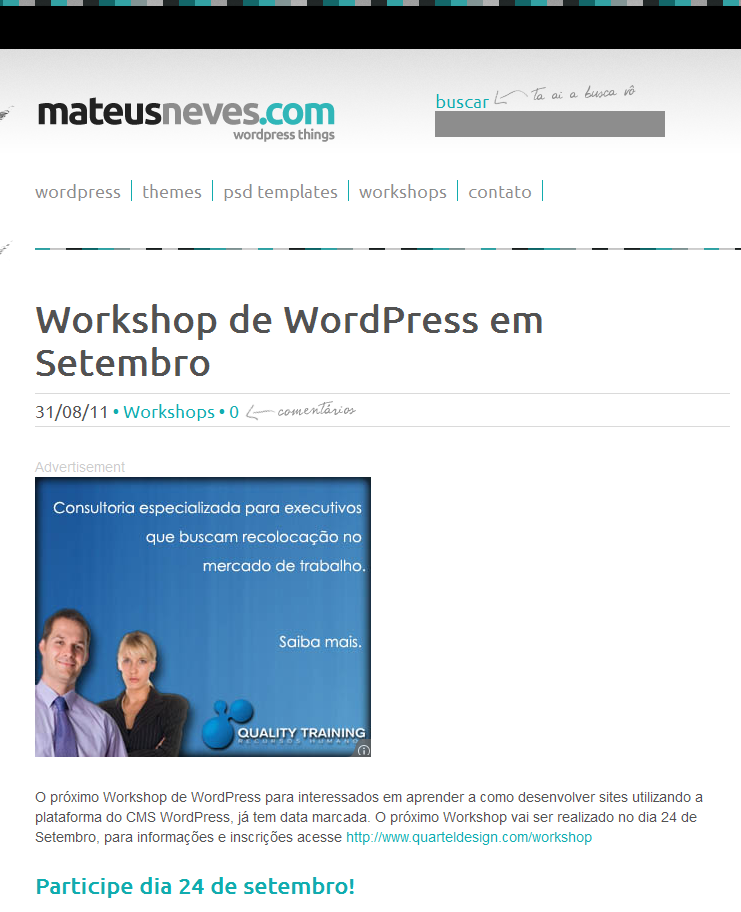 mateusneves.com
wordpress things
buscar ta ai a busca vô
wordpress themes psd templates workshops contato
Workshop de WordPress em
Setembro
31/08/11 • Workshops • 0 comentários
Advertisement
Consultoria especializada para executivos
que buscam recolocação no
mercado de trabalho.
Saiba mais.
QUALITY TRAINING
RECURSOS HUMANO
O próximo Workshop de WordPress para interessados em aprender a como desenvolver sites utilizando a
plataforma do CMS WordPress, já tem data marcada. O próximo Workshop vai ser realizado no dia 24 de
Setembro, para informações e inscrições acesse http://www.quarteldesign.com/workshop
Participe dia 24 de setembro!